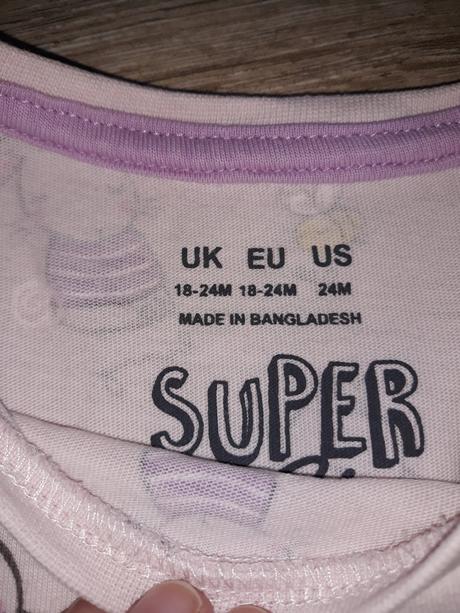 UK EU US
18-24M 18-24M 24M
MADE IN BANGLADESH
SUPER